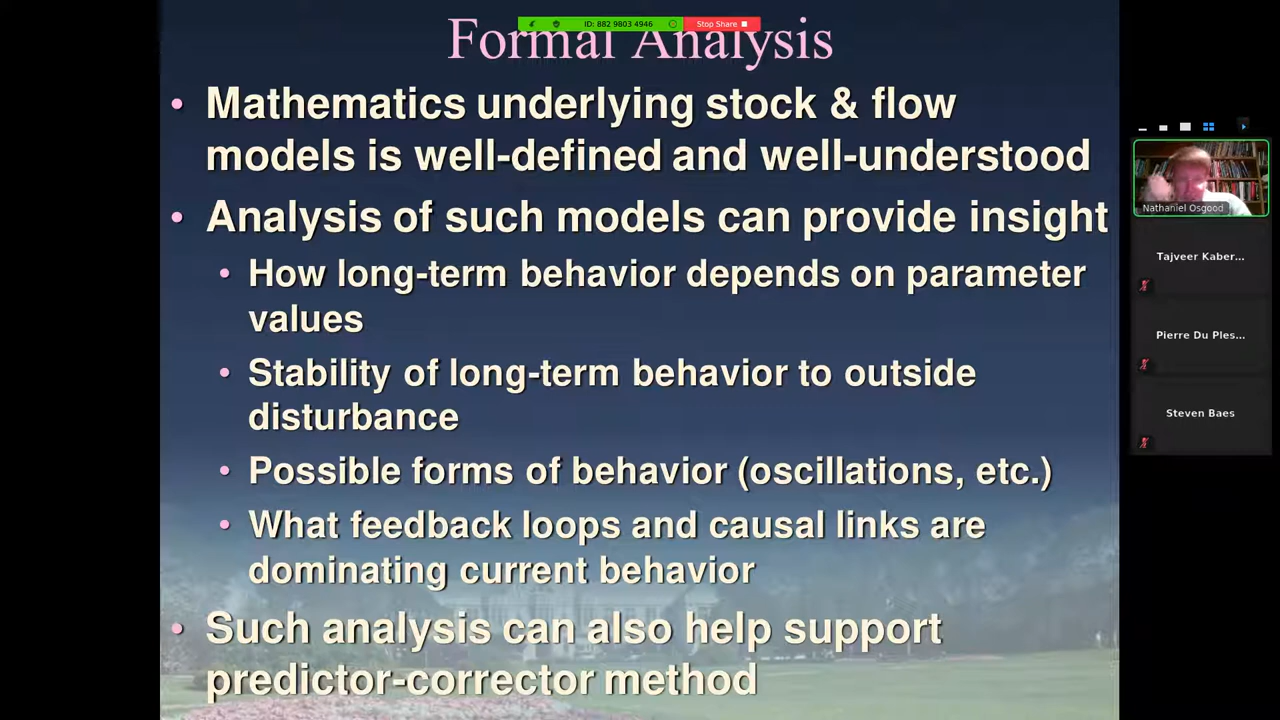 ID: 882 9803 4946
Stop Share
Formal Analysis
• Mathematics underlying stock & flow
models is well-defined and well-understood
• Analysis of such models can provide insight
• How long-term behavior depends on parameter
values
• Stability of long-term behavior to outside
disturbance
• Possible forms of behavior (oscillations, etc.)
• What feedback loops and causal links are
dominating current behavior
• Such analysis can also help support
predictor-corrector method
Nathaniel Osgood
Tajveer Kaber...
Pierre Du Ples...
Steven Baes